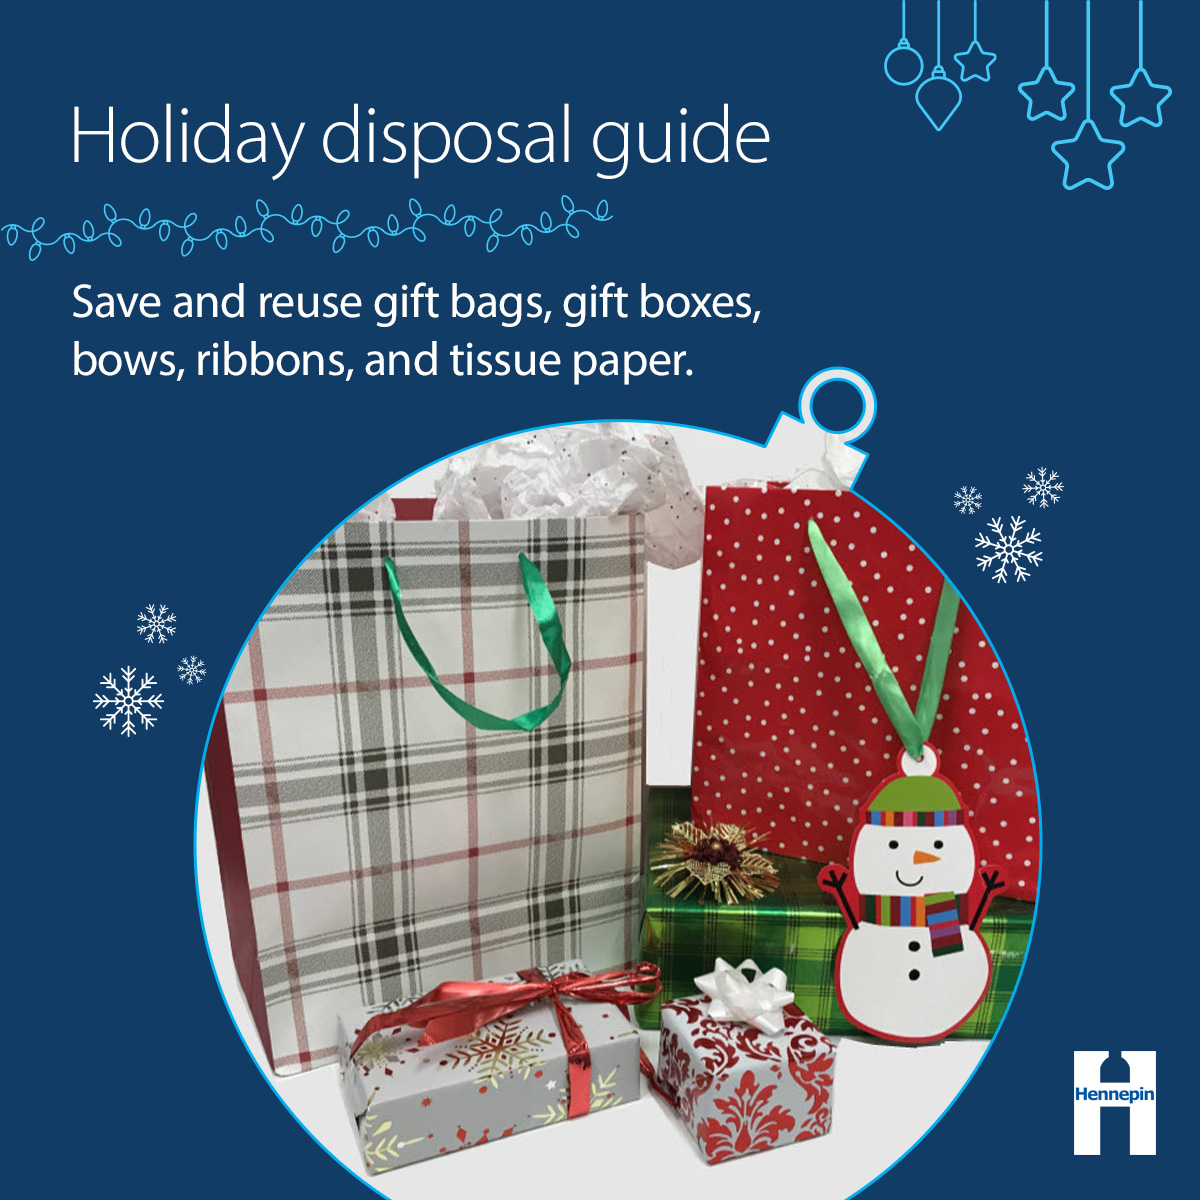 Holiday disposal guide
Save and reuse gift bags, gift boxes,
bows, ribbons, and tissue paper.
Hennepin